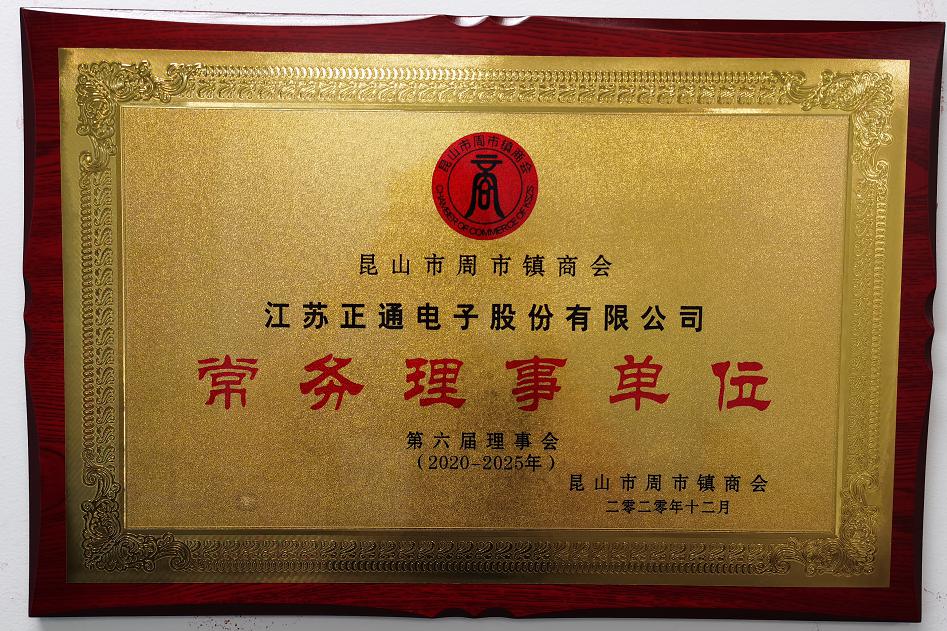 昆山市周市镇商会
商
CHAMBER OF COMMERCE OF KSZS
昆山市周市镇商会
江苏正通电子股份有限公司
常务理事单位
第六届理事会
（2020-2025年）
昆山市周市镇商会
二零二零年十二月